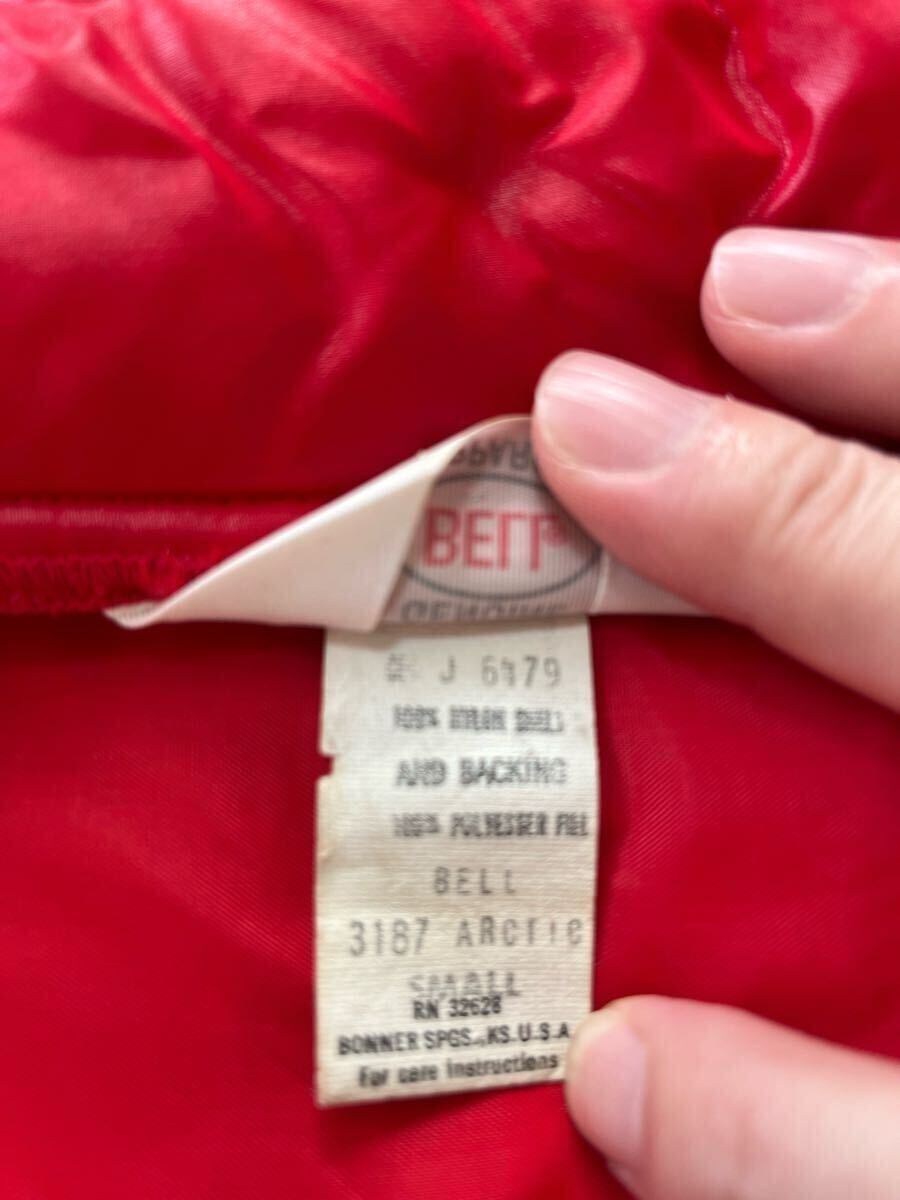 BELL
J 6479
100% NYLON SHELL
AND BACKING
100% POLYESTER FILL
BELL
3187 ARCTIC
SMALL
RN 32628
BONNER SPGS., KS. U.S.A.
For care Instructions